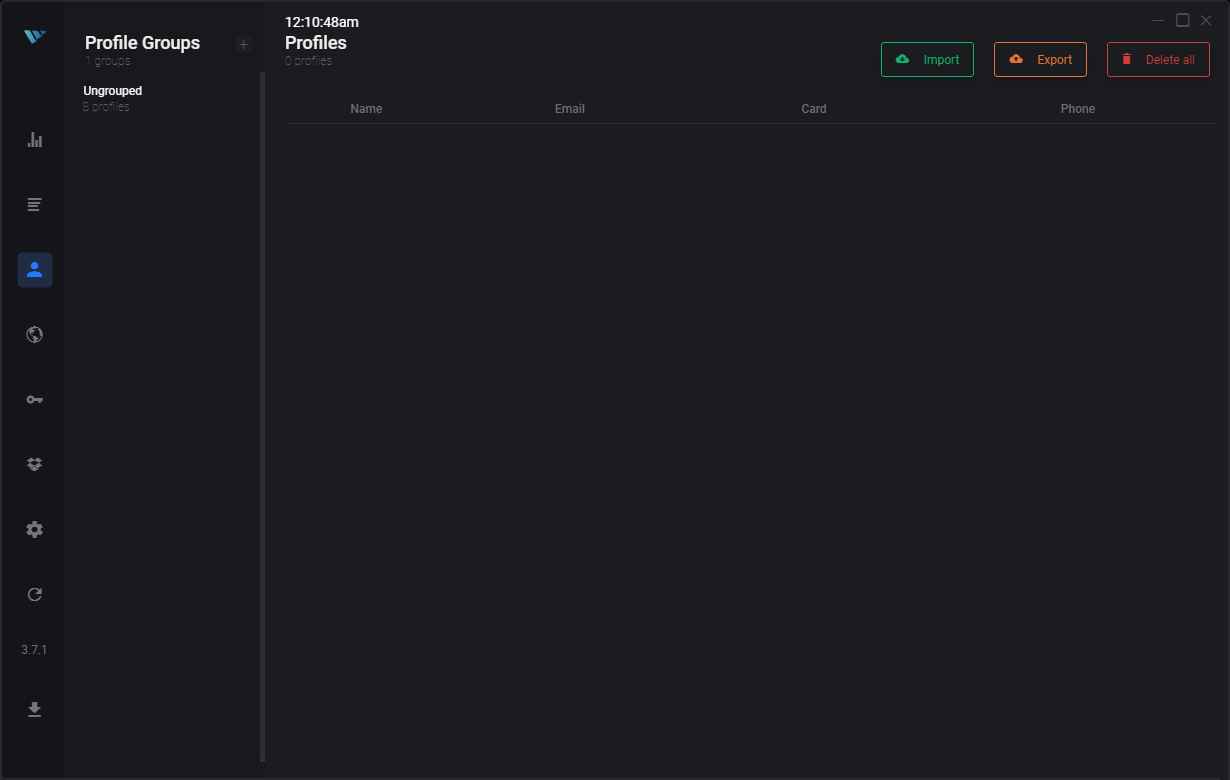 12:10:48am
Profile Groups
1 groups
Ungrouped
8 profiles
Profiles
0 profiles
Import
Export
Delete all
Name Email Card Phone
3.7.1